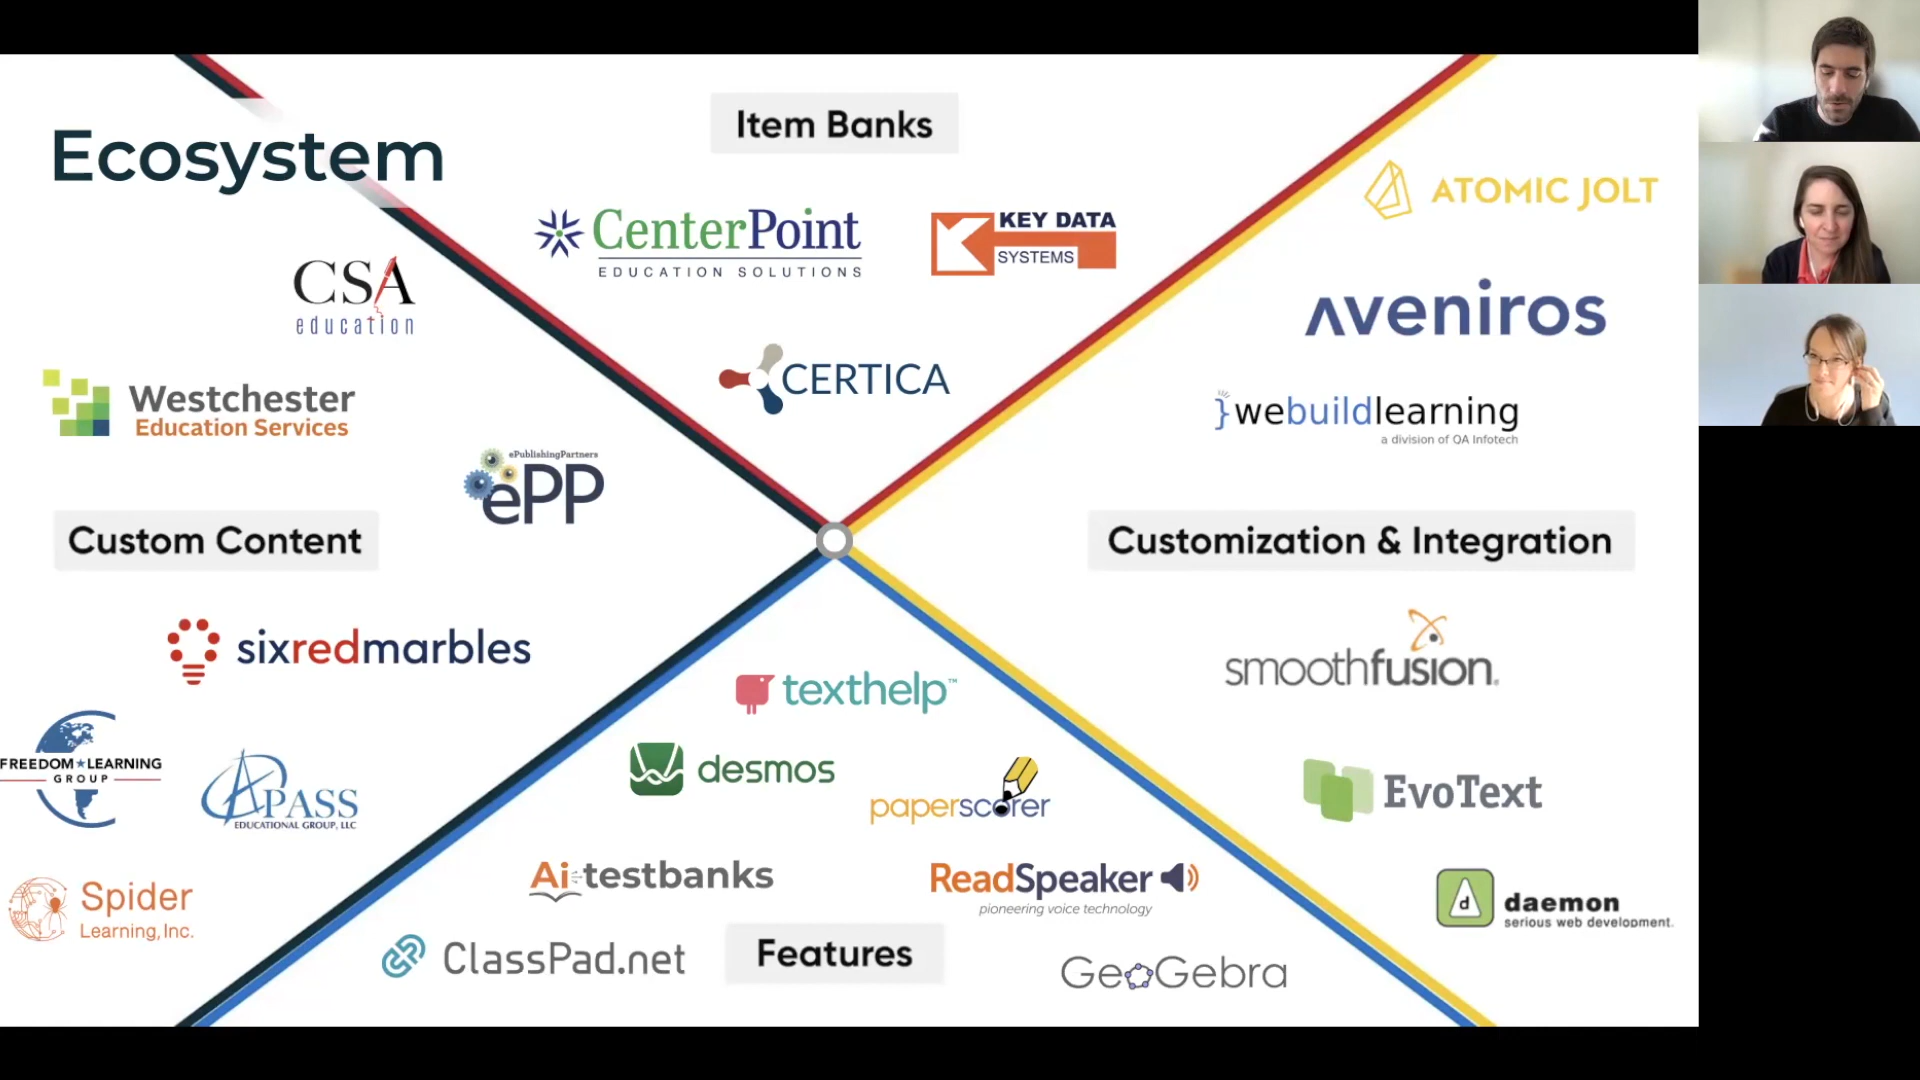 Ecosystem
Item Banks
CenterPoint
EDUCATION SOLUTIONS
KEY DATA
SYSTEMS
CERTICA
CSA
education
Westchester
Education Services
ePublishingPartners
ePP
Custom Content
sixredmarbles
FREEDOM★LEARNING
GROUP
APASS
EDUCATIONAL GROUP, LLC
Spider
Learning, Inc.
ATOMIC JOLT
Aveniros
}webuildlearning
a division of QA Infotech
Customization & Integration
smoothfusion®
EvoText
d
daemon
serious web development.
texthelp™
desmos
paperscorer
Ai testbanks
ReadSpeaker
pioneering voice technology
ClassPad.net
Features
GeoGebra